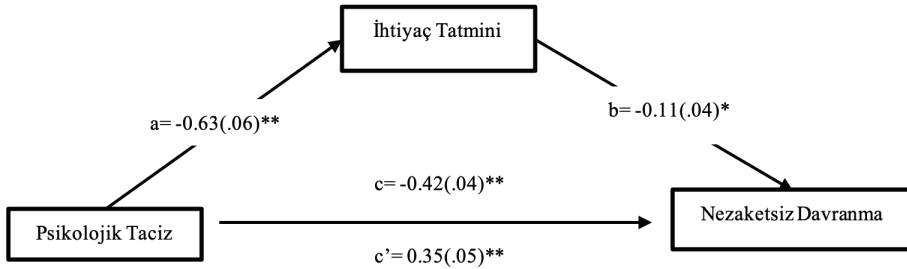 İhtiyaç Tatmini
a= -0.63(.06)**
b= -0.11(.04)*
c= -0.42(.04)**
Psikolojik Taciz
Nezaketsiz Davranma
c’= 0.35(.05)**